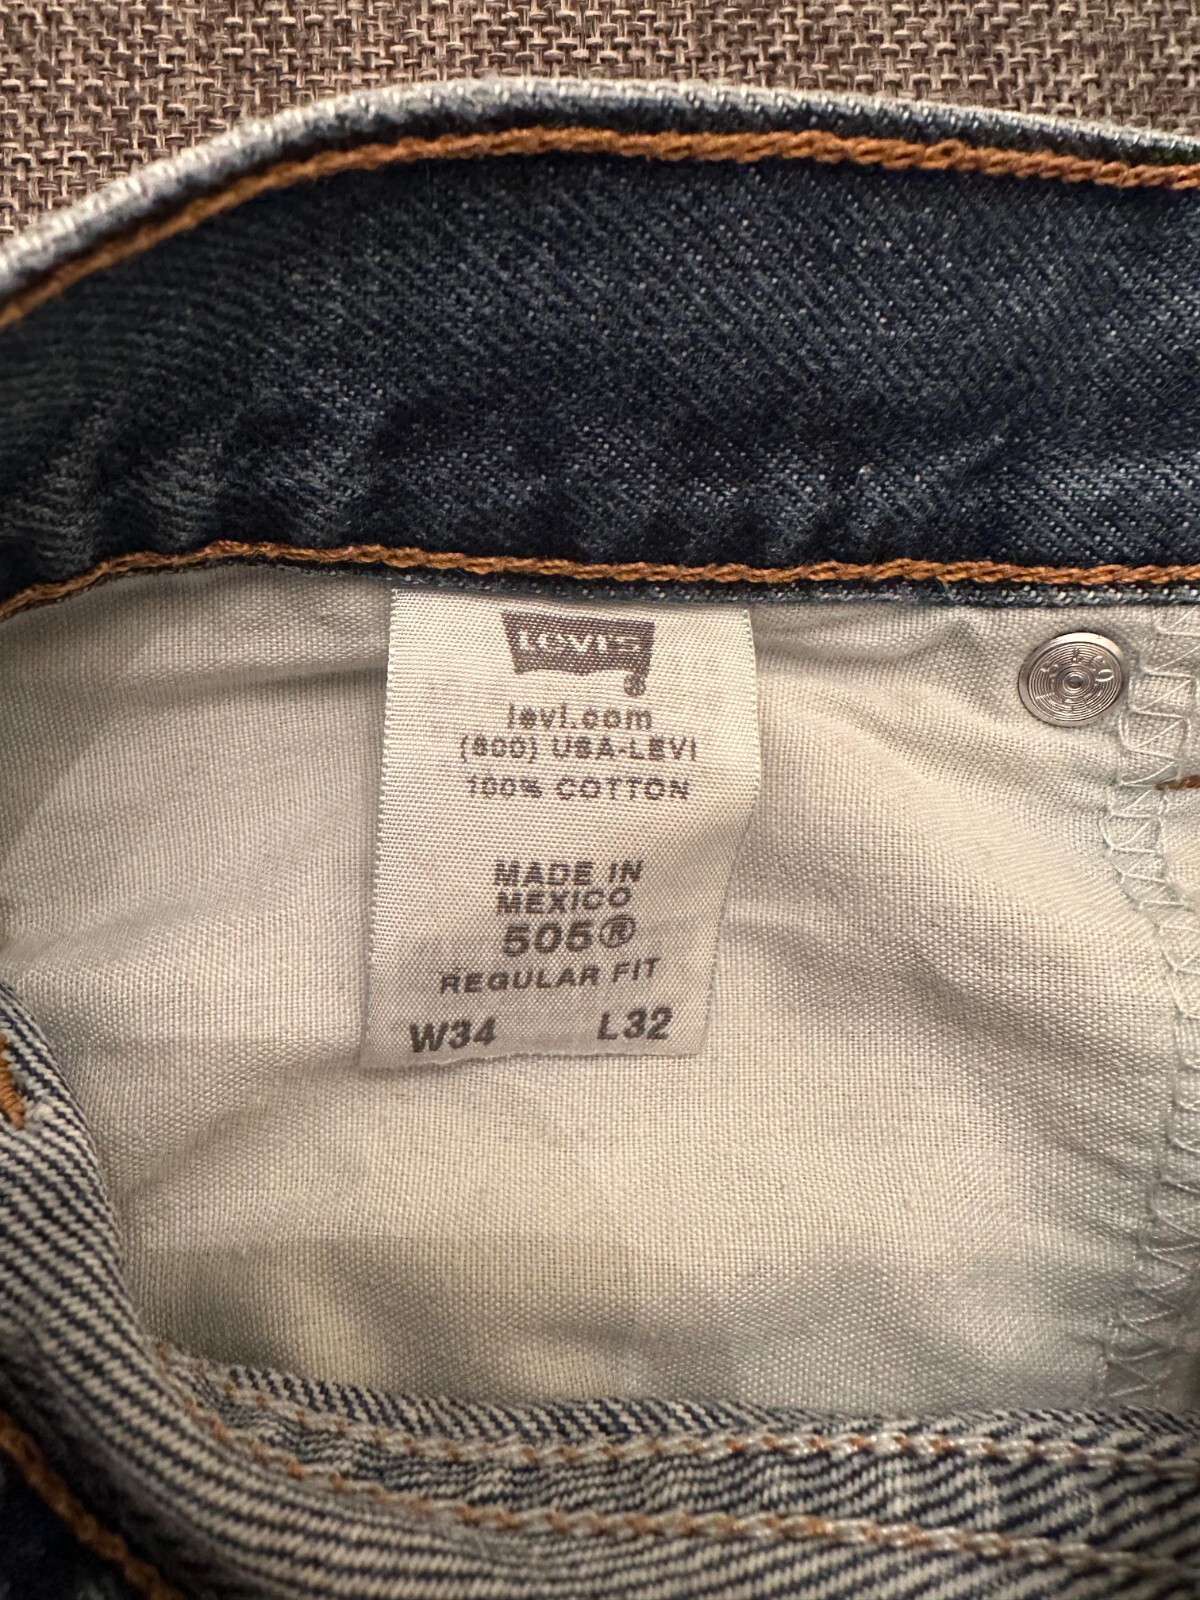 LEVI'S
levi.com
(800) USA-LEVI
100% COTTON
MADE IN
MEXICO
505®
REGULAR FIT
W34 L32